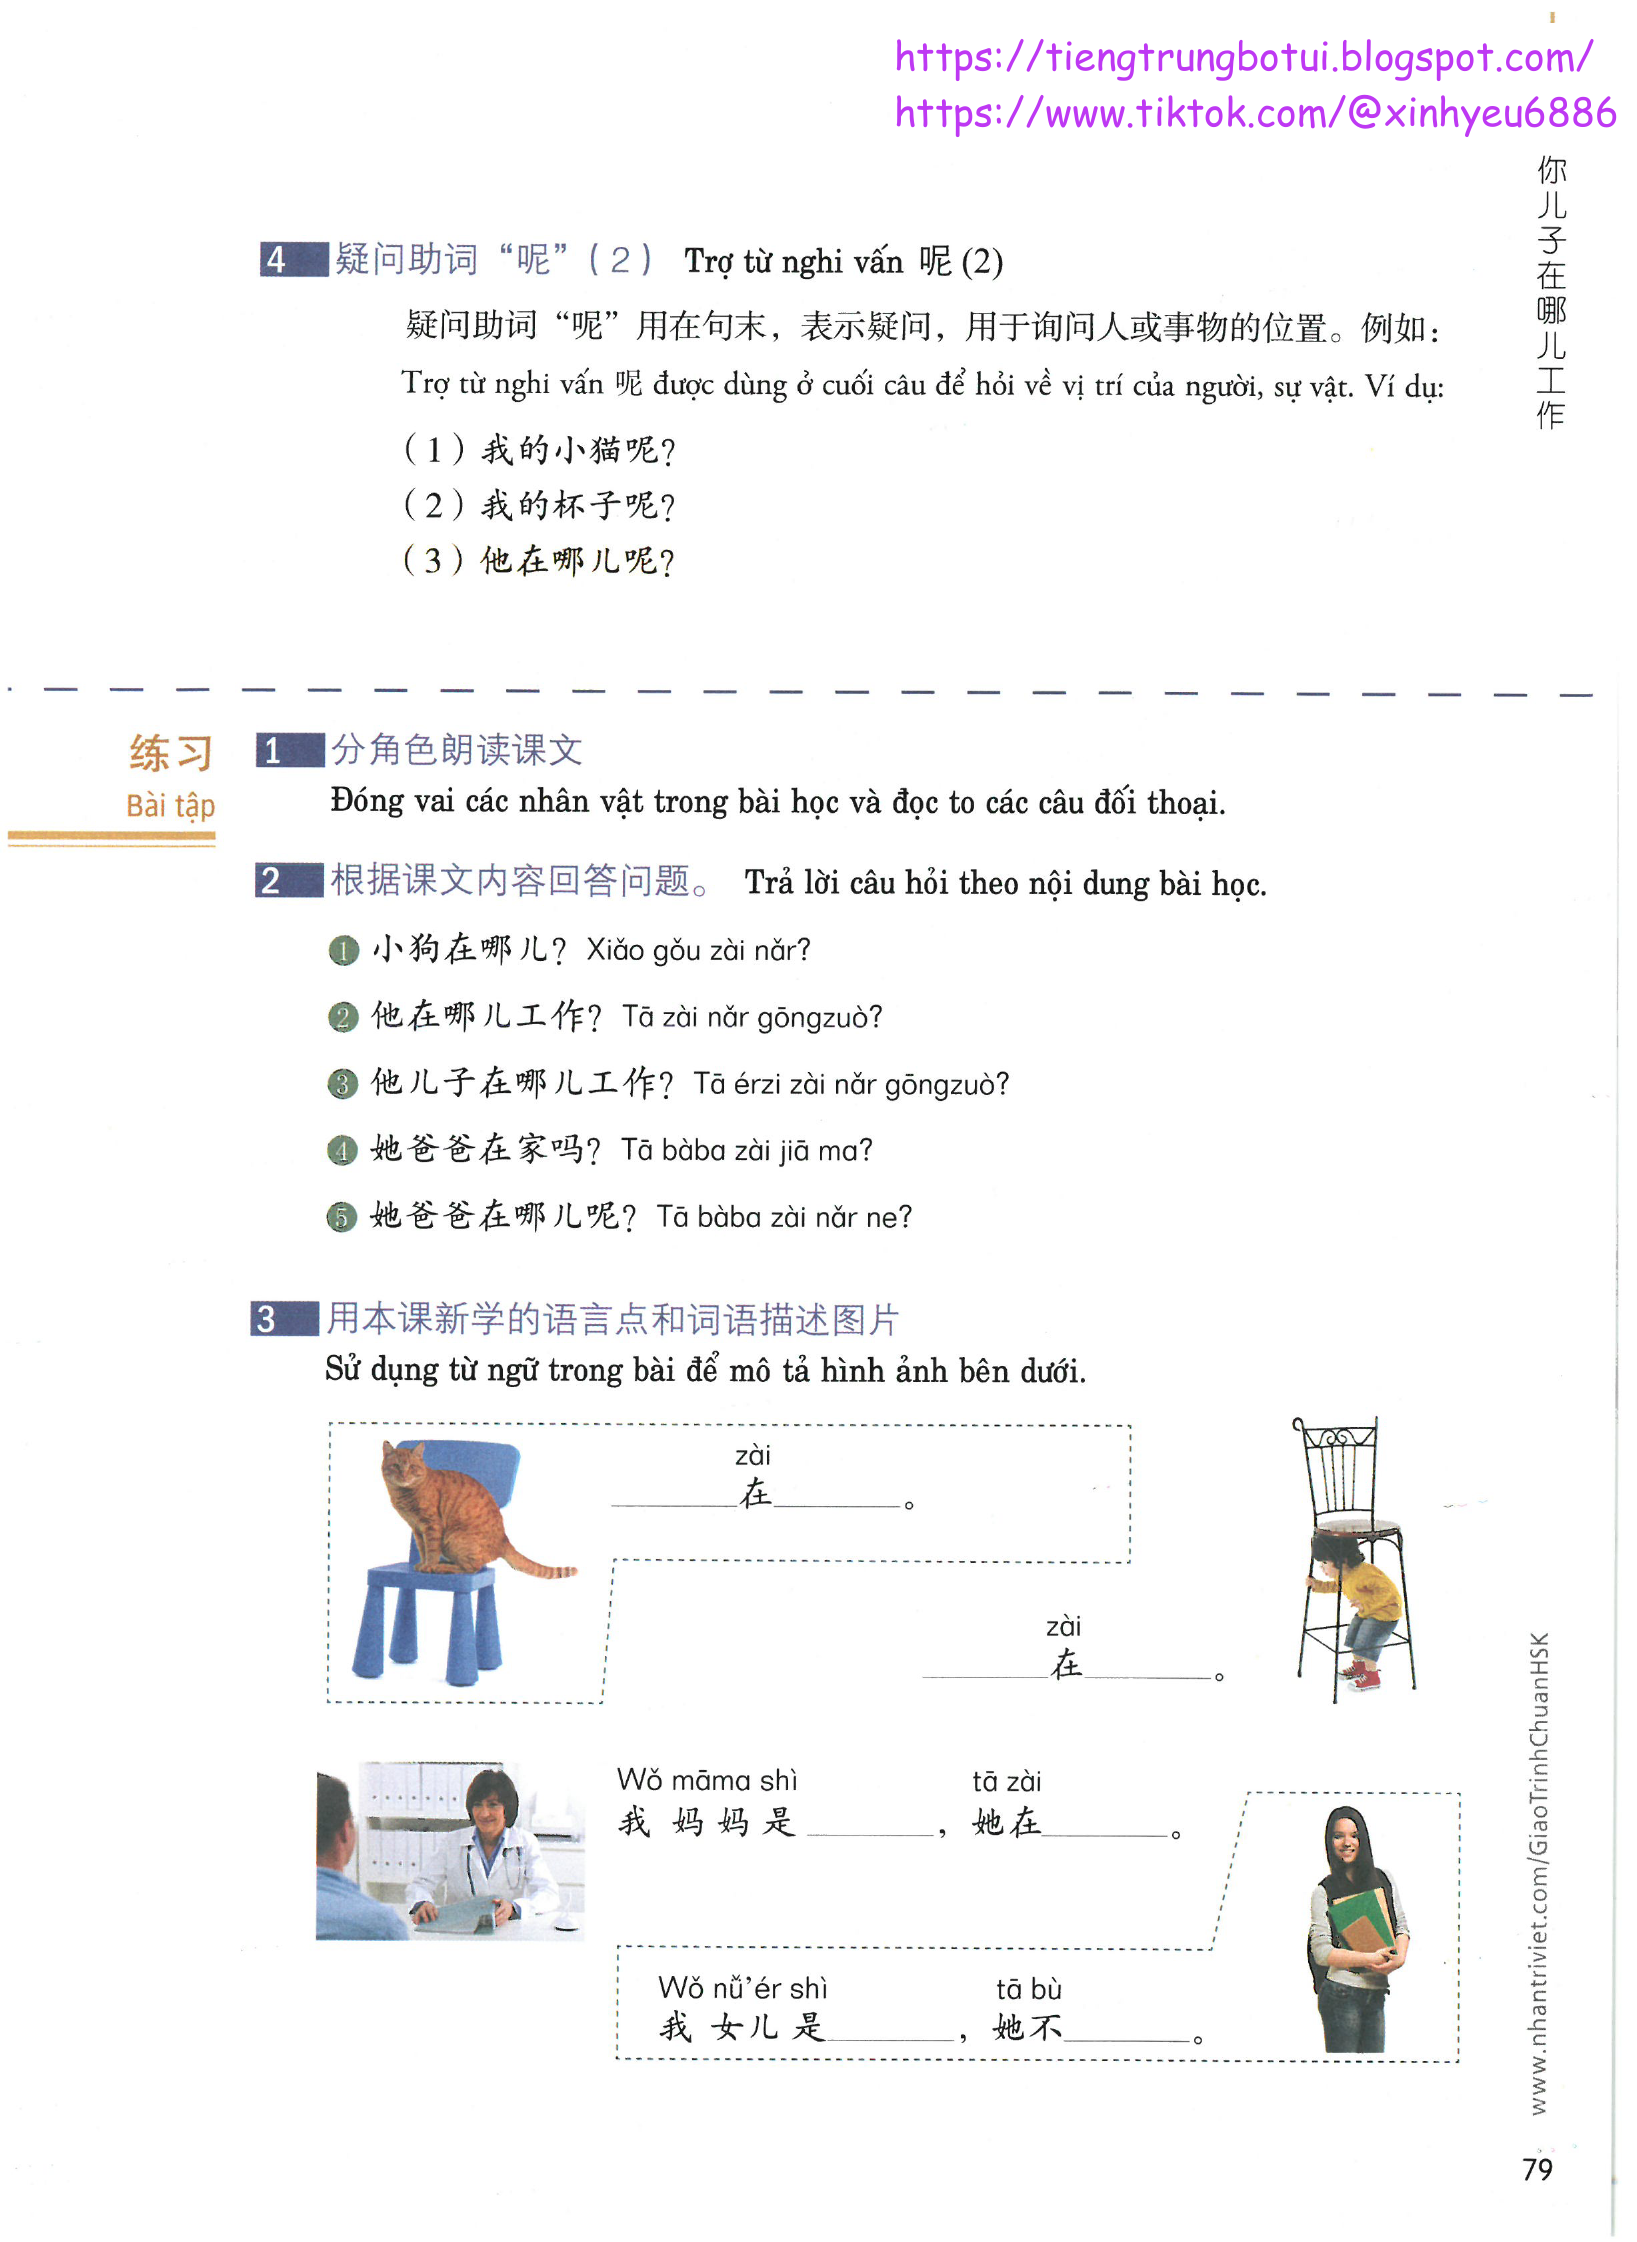 https://tiengtrungbotui.blogspot.com/
https://www.tiktok.com/@xinhyeu6886
你儿子在哪儿工作
4 疑问助词“呢”(2) Trợ từ nghi vấn 呢 (2)
疑问助词“呢”用在句末，表示疑问，用于询问人或事物的位置。例如：
Trợ từ nghi vấn 呢 được dùng ở cuối câu để hỏi về vị trí của người, sự vật. Ví dụ:
(1) 我的小猫呢？
(2) 我的杯子呢？
(3) 他在哪儿呢？
练习
Bài tập
1 分角色朗读课文
Đóng vai các nhân vật trong bài học và đọc to các câu đối thoại.
2 根据课文内容回答问题。 Trả lời câu hỏi theo nội dung bài học.
1 小狗在哪儿？ Xiǎo gǒu zài nǎr?
2 他在哪儿工作？ Tā zài nǎr gōngzuò?
3 他儿子在哪儿工作？ Tā érzi zài nǎr gōngzuò?
4 她爸爸在家吗？ Tā bàba zài jiā ma?
5 她爸爸在哪儿呢？ Tā bàba zài nǎr ne?
3 用本课新学的语言点和词语描述图片
Sử dụng từ ngữ trong bài để mô tả hình ảnh bên dưới.
zài
________在________。
zài
________在________。
Wǒ māma shì tā zài
我妈妈是________，她在________。
Wǒ nǚ'ér shì tā bù
我女儿是________，她不________。
www.nhantriviet.com/GiaoTrinhChuanHSK
79